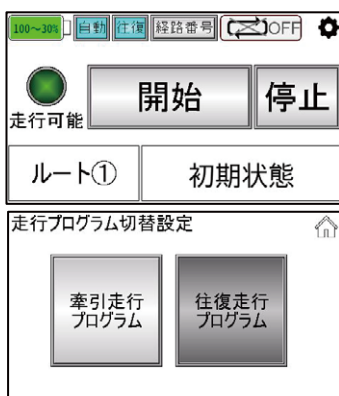 100～30% 自動 往復 経路番号 OFF
走行可能 開始 停止
ルート① 初期状態
走行プログラム切替設定
牽引走行 往復走行
プログラム プログラム